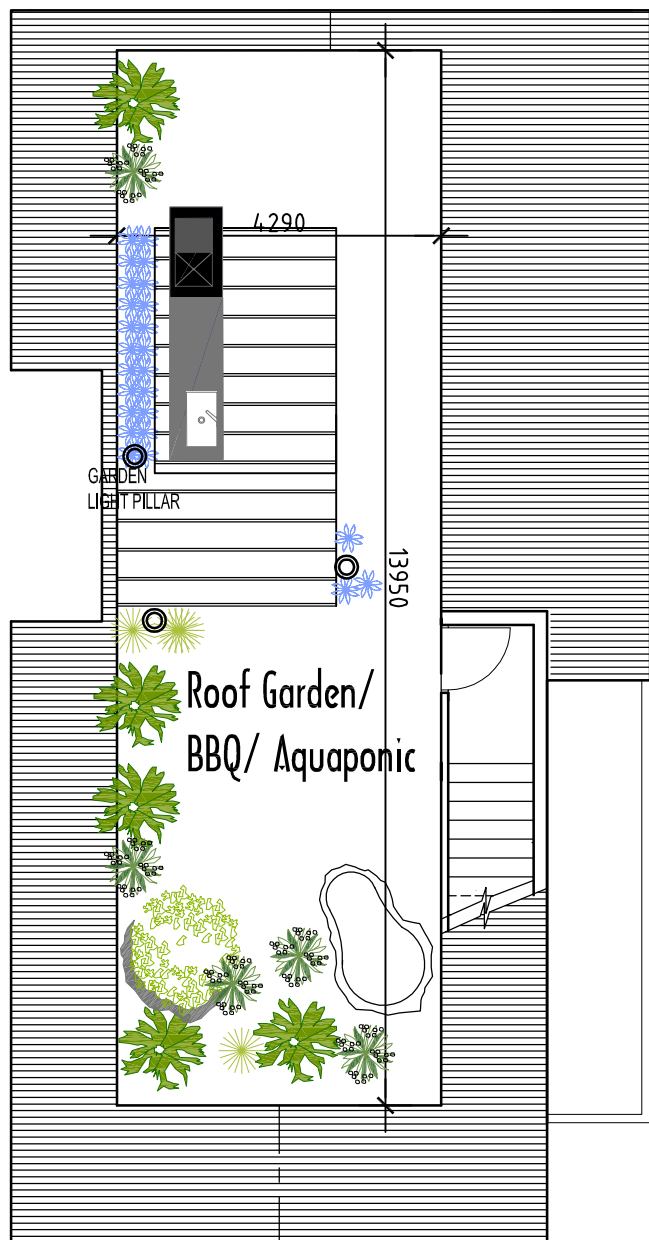 4290
GARDEN
LIGHT PILLAR
13950
Roof Garden/
BBQ/ Aquaponic